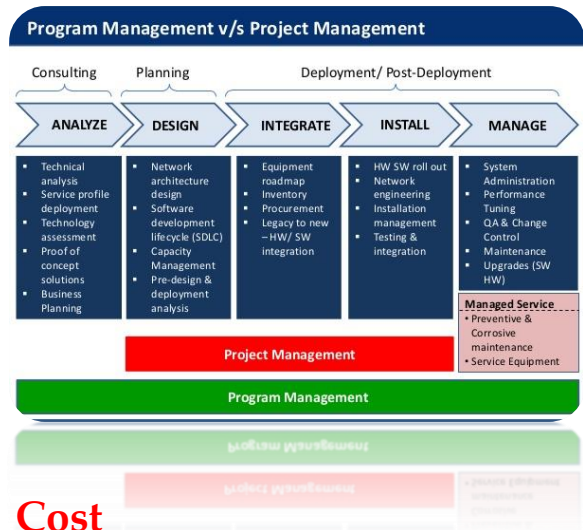 Program Management v/s Project Management
Consulting
Planning
Deployment/ Post-Deployment
ANALYZE
DESIGN
INTEGRATE
INSTALL
MANAGE
▪ Technical
analysis
▪ Service profile
deployment
▪ Technology
assessment
▪ Proof of
concept
solutions
▪ Business
Planning
▪ Network
architecture
design
▪ Software
development
lifecycle (SDLC)
▪ Capacity
Management
▪ Pre-design &
deployment
analysis
▪ Equipment
roadmap
▪ Inventory
▪ Procurement
▪ Legacy to new
– HW/ SW
integration
▪ HW SW roll out
▪ Network
engineering
▪ Installation
management
▪ Testing &
integration
▪ System
Administration
▪ Performance
Tuning
▪ QA & Change
Control
▪ Maintenance
▪ Upgrades (SW
HW)
Managed Service
• Preventive &
Corrosive
maintenance
• Service Equipment
Project Management
Program Management
Cost